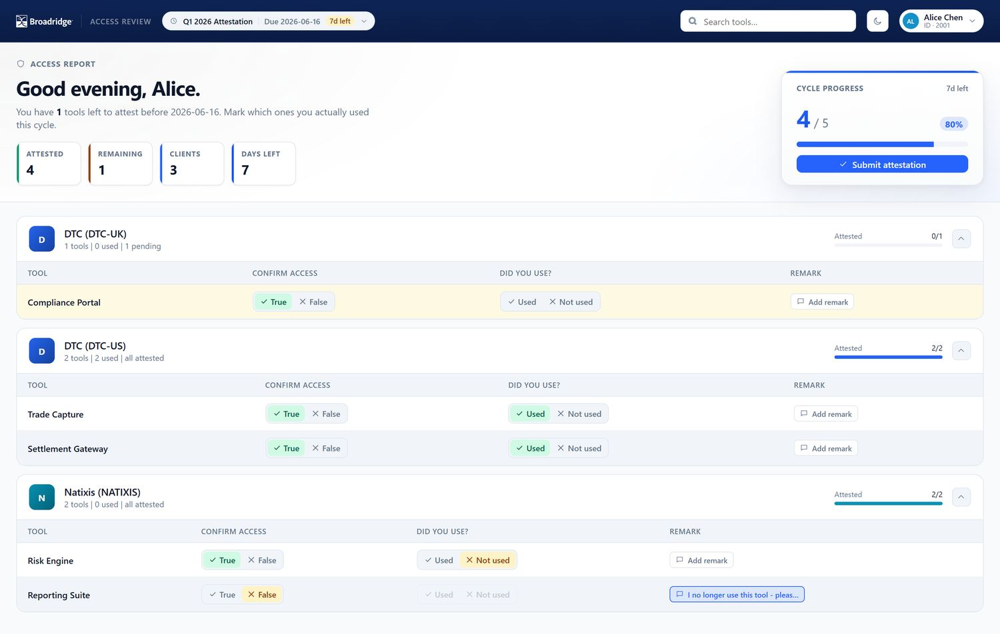 Broadridge
ACCESS REVIEW
Q1 2026 Attestation
Due 2026-06-16
7d left
Search tools...
AL
Alice Chen
ID · 2001
ACCESS REPORT
Good evening, Alice.
You have 1 tools left to attest before 2026-06-16. Mark which ones you actually used
this cycle.
ATTESTED
4
REMAINING
1
CLIENTS
3
DAYS LEFT
7
CYCLE PROGRESS
7d left
4 / 5
80%
Submit attestation
D
DTC (DTC-UK)
1 tools | 0 used | 1 pending
Attested 0/1
TOOL CONFIRM ACCESS DID YOU USE? REMARK
Compliance Portal True False Used Not used Add remark
D
DTC (DTC-US)
2 tools | 2 used | all attested
Attested 2/2
TOOL CONFIRM ACCESS DID YOU USE? REMARK
Trade Capture True False Used Not used Add remark
Settlement Gateway True False Used Not used Add remark
N
Natixis (NATIXIS)
2 tools | 0 used | all attested
Attested 2/2
TOOL CONFIRM ACCESS DID YOU USE? REMARK
Risk Engine True False Used Not used Add remark
Reporting Suite True False Used Not used I no longer use this tool - pleas...